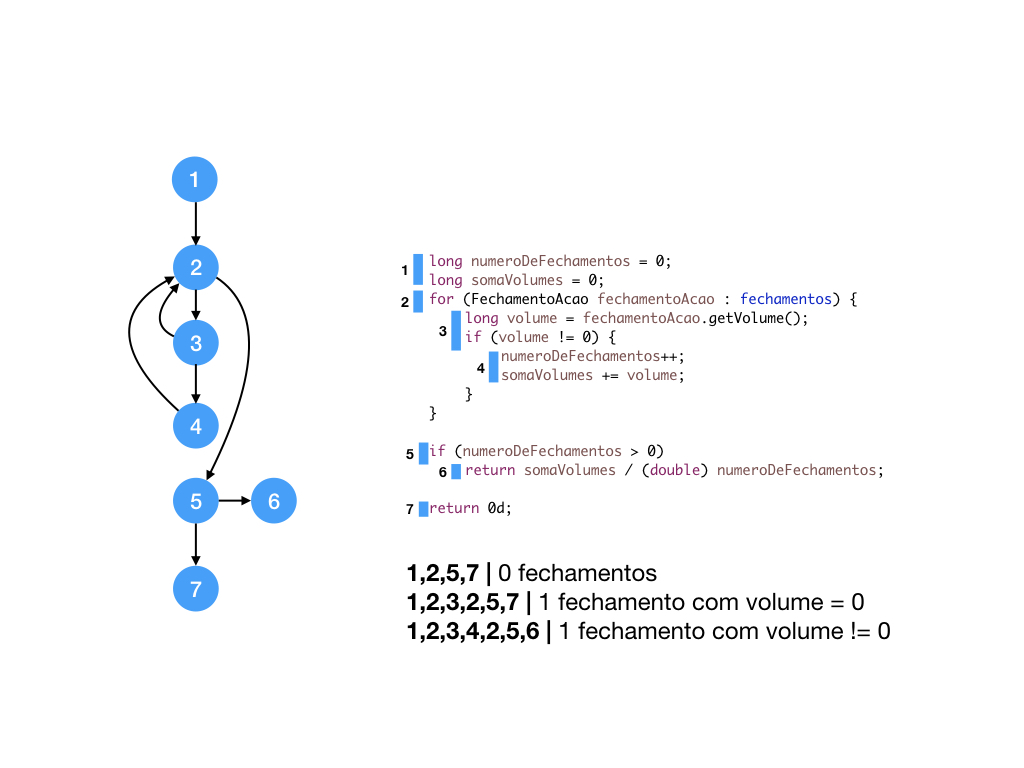 1
2
3
4
5
6
7
1 long numeroDeFechamentos = 0;
long somaVolumes = 0;
2 for (FechamentoAcao fechamentoAcao : fechamentos) {
3 long volume = fechamentoAcao.getVolume();
if (volume != 0) {
4 numeroDeFechamentos++;
somaVolumes += volume;
}
}
5 if (numeroDeFechamentos > 0)
6 return somaVolumes / (double) numeroDeFechamentos;
7 return 0d;
1,2,5,7 | 0 fechamentos
1,2,3,2,5,7 | 1 fechamento com volume = 0
1,2,3,4,2,5,6 | 1 fechamento com volume != 0